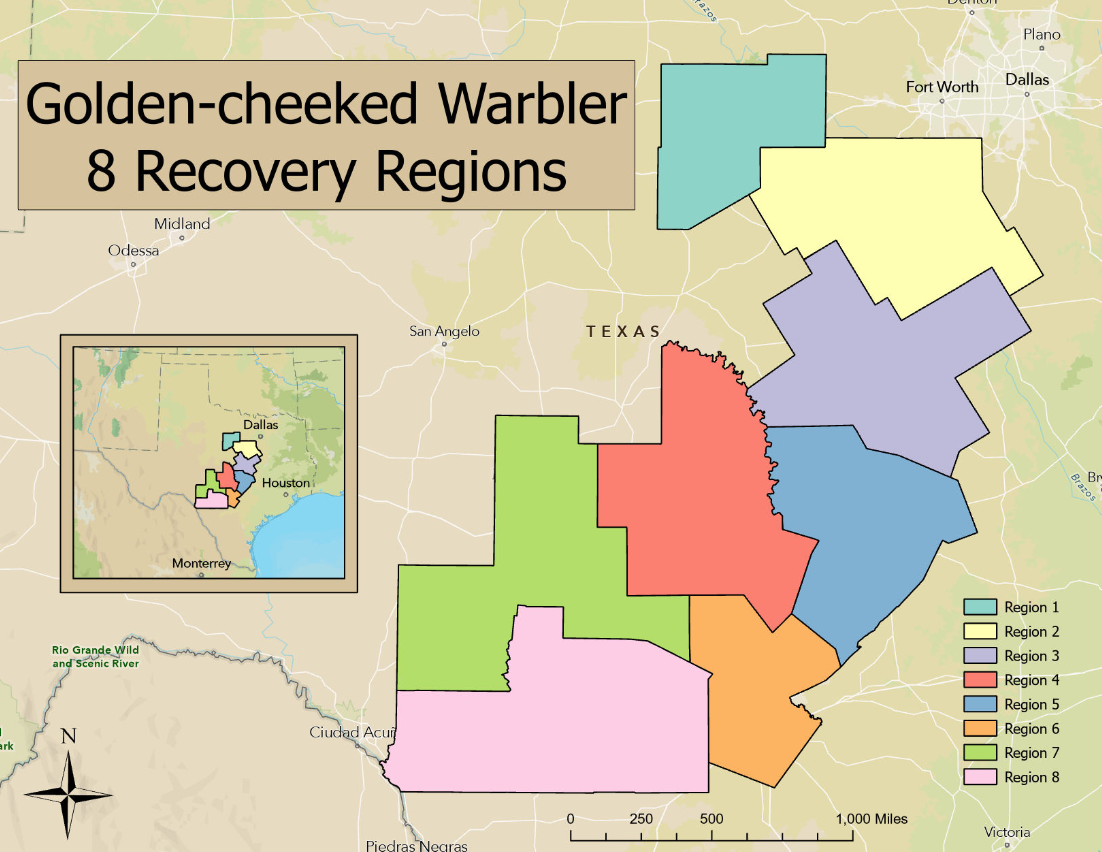 Denton
Plano
Dallas
Fort Worth
Brazos
Golden-cheeked Warbler
8 Recovery Regions
Midland
Odessa
San Angelo
TEXAS
Dallas
Houston
Monterrey
Brazos
Br
Rio Grande Wild
and Scenic River
ark
N
Ciudad Acuñ
Piedras Negras
Region 1
Region 2
Region 3
Region 4
Region 5
Region 6
Region 7
Region 8
0 250 500 1,000 Miles
Victoria